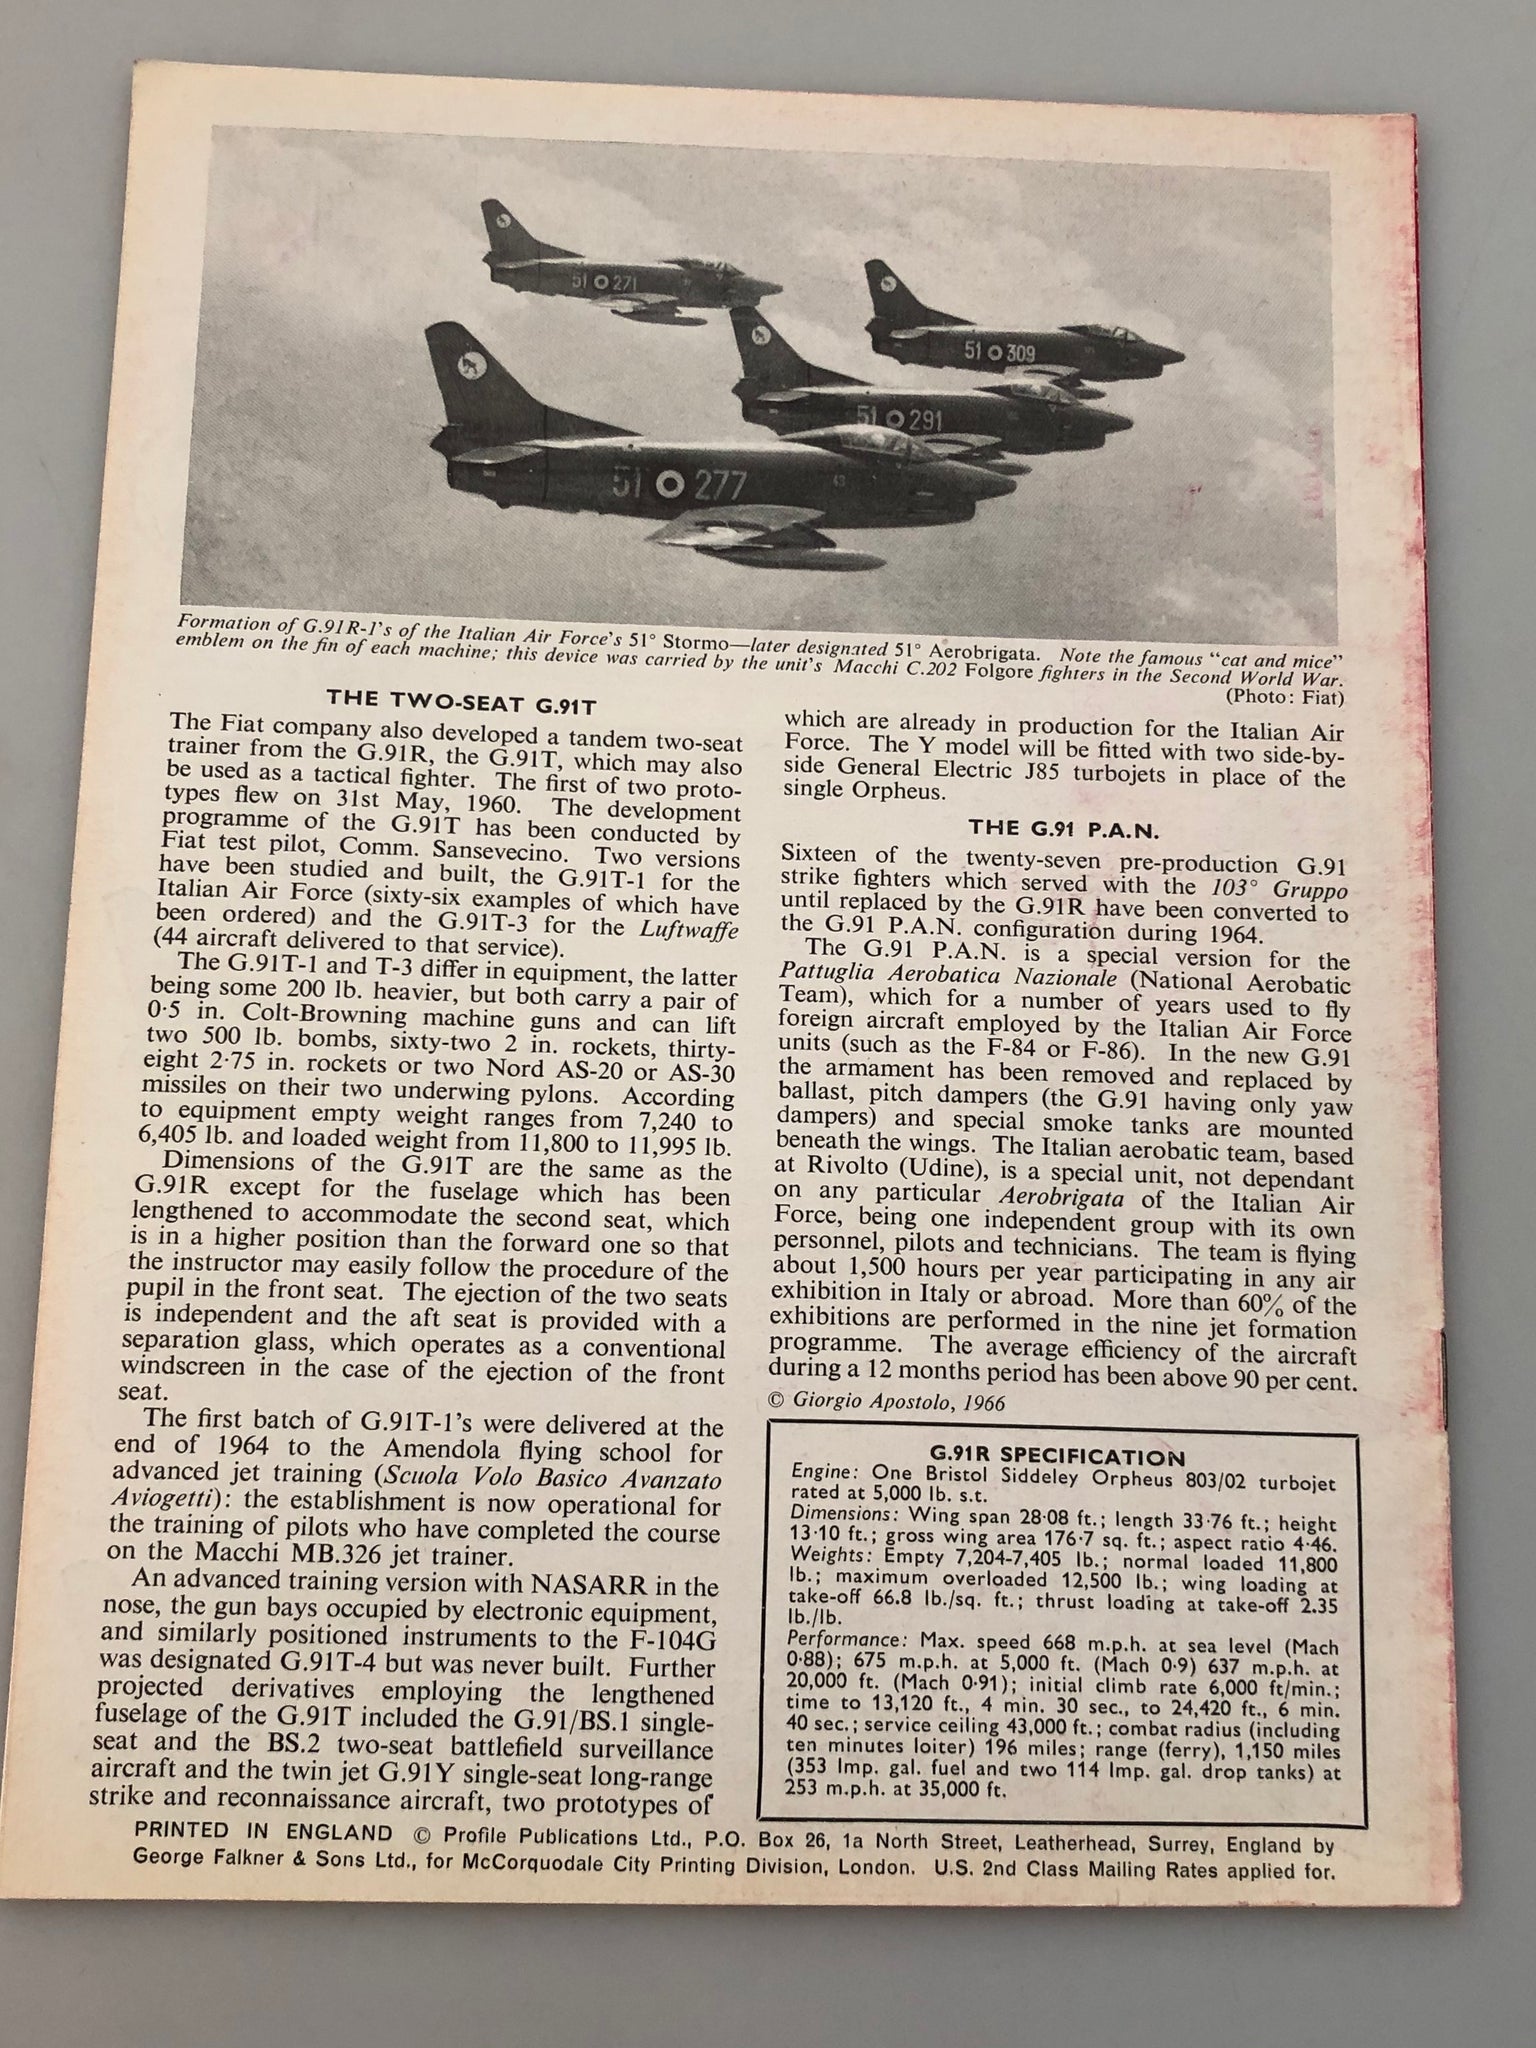 51 271
51 309
51 291
51 277
Formation of G.91R-1's of the Italian Air Force's 51° Stormo—later designated 51° Aerobrigata. Note the famous "cat and mice"
emblem on the fin of each machine; this device was carried by the unit's Macchi C.202 Folgore fighters in the Second World War.
(Photo: Fiat)
THE TWO-SEAT G.91T
The Fiat company also developed a tandem two-seat
trainer from the G.91R, the G.91T, which may also
be used as a tactical fighter. The first of two proto-
types flew on 31st May, 1960. The development
programme of the G.91T has been conducted by
Fiat test pilot, Comm. Sansevecino. Two versions
have been studied and built, the G.91T-1 for the
Italian Air Force (sixty-six examples of which have
been ordered) and the G.91T-3 for the Luftwaffe
(44 aircraft delivered to that service).
The G.91T-1 and T-3 differ in equipment, the latter
being some 200 lb. heavier, but both carry a pair of
0·5 in. Colt-Browning machine guns and can lift
two 500 lb. bombs, sixty-two 2 in. rockets, thirty-
eight 2·75 in. rockets or two Nord AS-20 or AS-30
missiles on their two underwing pylons. According
to equipment empty weight ranges from 7,240 to
6,405 lb. and loaded weight from 11,800 to 11,995 lb.
Dimensions of the G.91T are the same as the
G.91R except for the fuselage which has been
lengthened to accommodate the second seat, which
is in a higher position than the forward one so that
the instructor may easily follow the procedure of the
pupil in the front seat. The ejection of the two seats
is independent and the aft seat is provided with a
separation glass, which operates as a conventional
windscreen in the case of the ejection of the front
seat.
The first batch of G.91T-1's were delivered at the
end of 1964 to the Amendola flying school for
advanced jet training (Scuola Volo Basico Avanzato
Aviogetti): the establishment is now operational for
the training of pilots who have completed the course
on the Macchi MB.326 jet trainer.
An advanced training version with NASARR in the
nose, the gun bays occupied by electronic equipment,
and similarly positioned instruments to the F-104G
was designated G.91T-4 but was never built. Further
projected derivatives employing the lengthened
fuselage of the G.91T included the G.91/BS.1 single-
seat and the BS.2 two-seat battlefield surveillance
aircraft and the twin jet G.91Y single-seat long-range
strike and reconnaissance aircraft, two prototypes of
which are already in production for the Italian Air
Force. The Y model will be fitted with two side-by-
side General Electric J85 turbojets in place of the
single Orpheus.
THE G.91 P.A.N.
Sixteen of the twenty-seven pre-production G.91
strike fighters which served with the 103° Gruppo
until replaced by the G.91R have been converted to
the G.91 P.A.N. configuration during 1964.
The G.91 P.A.N. is a special version for the
Pattuglia Aerobatica Nazionale (National Aerobatic
Team), which for a number of years used to fly
foreign aircraft employed by the Italian Air Force
units (such as the F-84 or F-86). In the new G.91
the armament has been removed and replaced by
ballast, pitch dampers (the G.91 having only yaw
dampers) and special smoke tanks are mounted
beneath the wings. The Italian aerobatic team, based
at Rivolto (Udine), is a special unit, not dependant
on any particular Aerobrigata of the Italian Air
Force, being one independent group with its own
personnel, pilots and technicians. The team is flying
about 1,500 hours per year participating in any air
exhibition in Italy or abroad. More than 60% of the
exhibitions are performed in the nine jet formation
programme. The average efficiency of the aircraft
during a 12 months period has been above 90 per cent.
© Giorgio Apostolo, 1966
G.91R SPECIFICATION
Engine: One Bristol Siddeley Orpheus 803/02 turbojet
rated at 5,000 lb. s.t.
Dimensions: Wing span 28·08 ft.; length 33·76 ft.; height
13·10 ft.; gross wing area 176·7 sq. ft.; aspect ratio 4·46.
Weights: Empty 7,204-7,405 lb.; normal loaded 11,800
lb.; maximum overloaded 12,500 lb.; wing loading at
take-off 66.8 lb./sq. ft.; thrust loading at take-off 2.35
lb./lb.
Performance: Max. speed 668 m.p.h. at sea level (Mach
0·88); 675 m.p.h. at 5,000 ft. (Mach 0·9) 637 m.p.h. at
20,000 ft. (Mach 0·91); initial climb rate 6,000 ft/min.;
time to 13,120 ft., 4 min. 30 sec., to 24,420 ft., 6 min.
40 sec.; service ceiling 43,000 ft.; combat radius (including
ten minutes loiter) 196 miles; range (ferry), 1,150 miles
(353 Imp. gal. fuel and two 114 Imp. gal. drop tanks) at
253 m.p.h. at 35,000 ft.
PRINTED IN ENGLAND © Profile Publications Ltd., P.O. Box 26, 1a North Street, Leatherhead, Surrey, England by
George Falkner & Sons Ltd., for McCorquodale City Printing Division, London. U.S. 2nd Class Mailing Rates applied for.